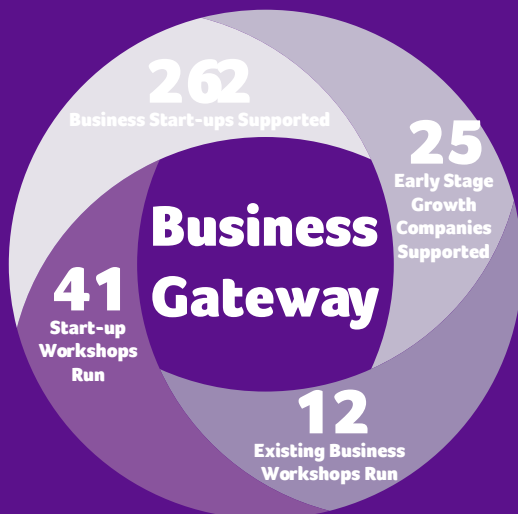 262
Business Start-ups Supported
25
Early Stage
Growth
Companies
Supported
Business
Gateway
41
Start-up
Workshops
Run
12
Existing Business
Workshops Run